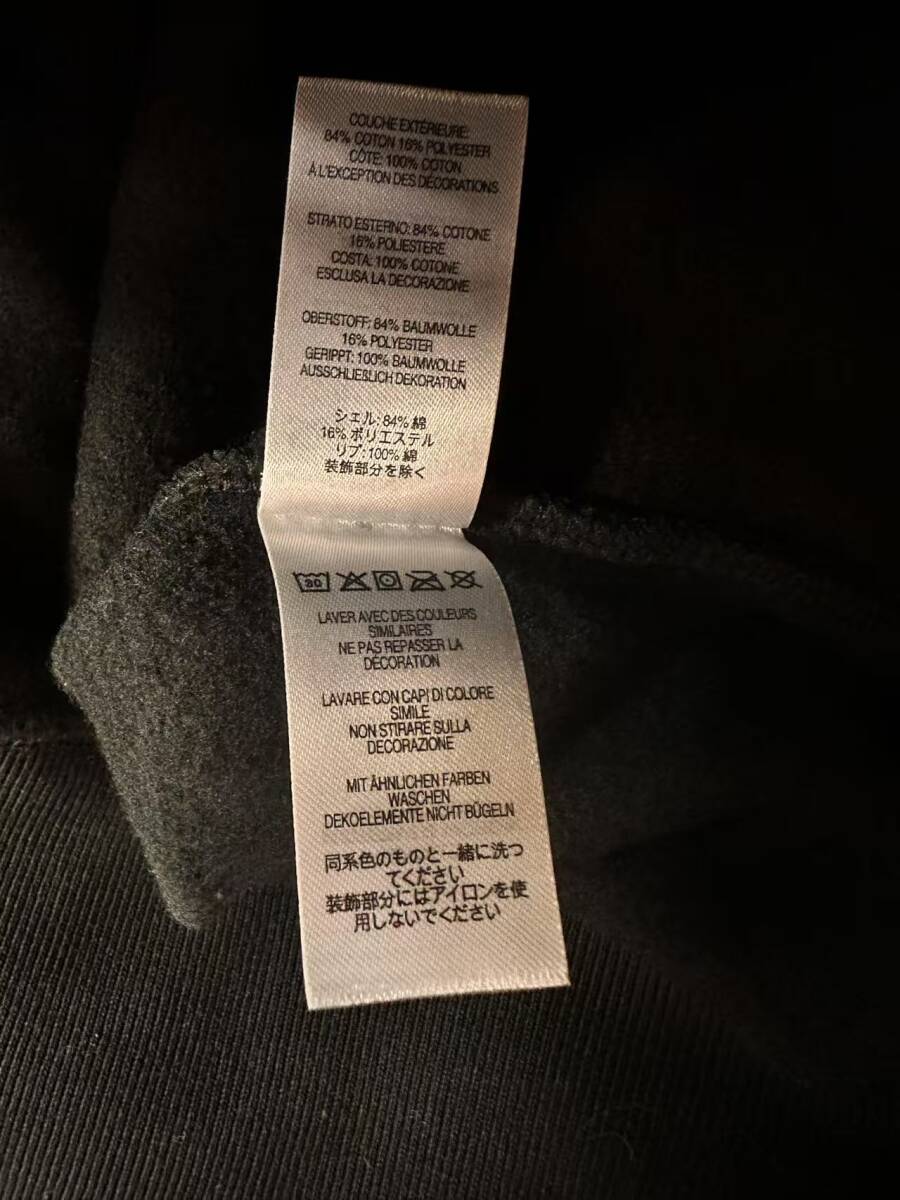 COUCHE EXTÉRIEURE:
84% COTON 16% POLYESTER
CÔTE: 100% COTON
À L'EXCEPTION DES DÉCORATIONS
STRATO ESTERNO: 84% COTONE
16% POLIESTERE
COSTA: 100% COTONE
ESCLUSA LA DECORAZIONE
OBERSTOFF: 84% BAUMWOLLE
16% POLYESTER
GERIPPT: 100% BAUMWOLLE
AUSSCHLIEßLICH DEKORATION
シェル: 84% 綿
16% ポリエステル
リブ: 100% 綿
装飾部分を除く
30
LAVER AVEC DES COULEURS
SIMILAIRES
NE PAS REPASSER LA
DÉCORATION
LAVARE CON CAPI DI COLORE
SIMILE
NON STIRARE SULLA
DECORAZIONE
MIT ÄHNLICHEN FARBEN
WASCHEN
DEKOELEMENTE NICHT BÜGELN
同系色のものと一緒に洗っ
てください
装飾部分にはアイロンを使
用しないでください